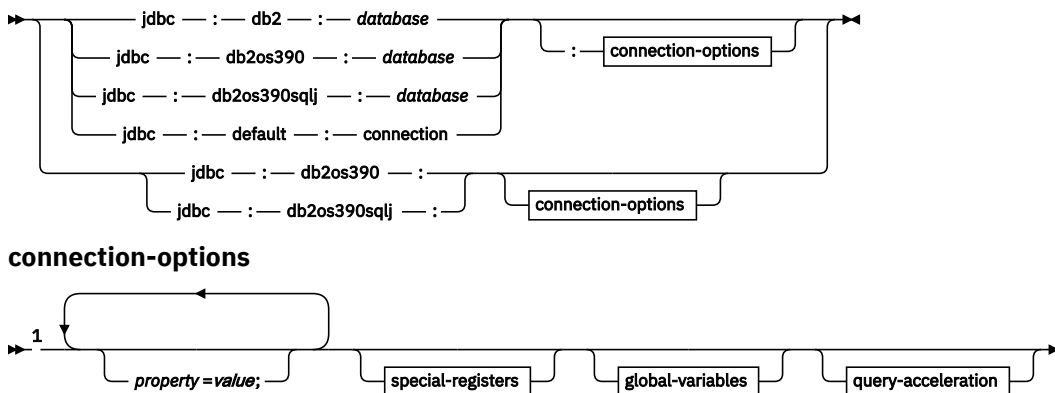 jdbc : db2 : database
jdbc : db2os390 : database
: connection-options
jdbc : db2os390sqlj : database
jdbc : default : connection
jdbc : db2os390 :
jdbc : db2os390sqlj :
connection-options
connection-options
1
property =value;
special-registers
global-variables
query-acceleration